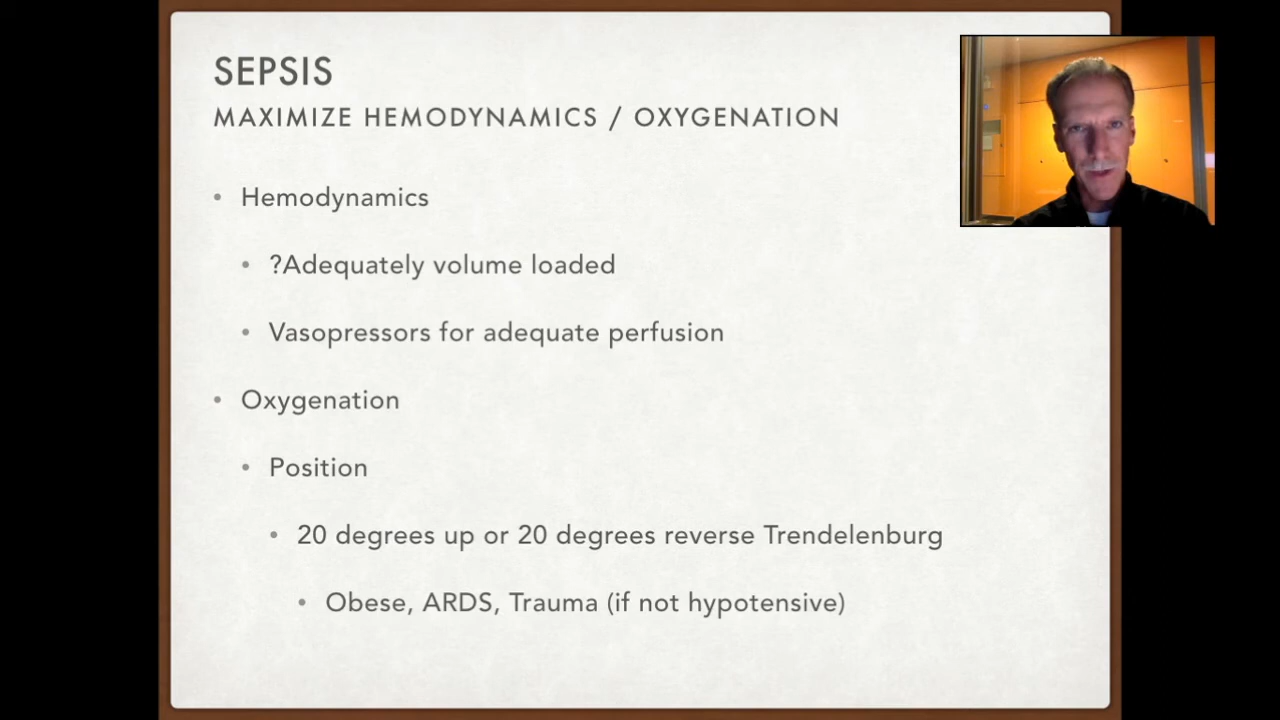 SEPSIS
MAXIMIZE HEMODYNAMICS / OXYGENATION
• Hemodynamics
• ?Adequately volume loaded
• Vasopressors for adequate perfusion
• Oxygenation
• Position
• 20 degrees up or 20 degrees reverse Trendelenburg
• Obese, ARDS, Trauma (if not hypotensive)